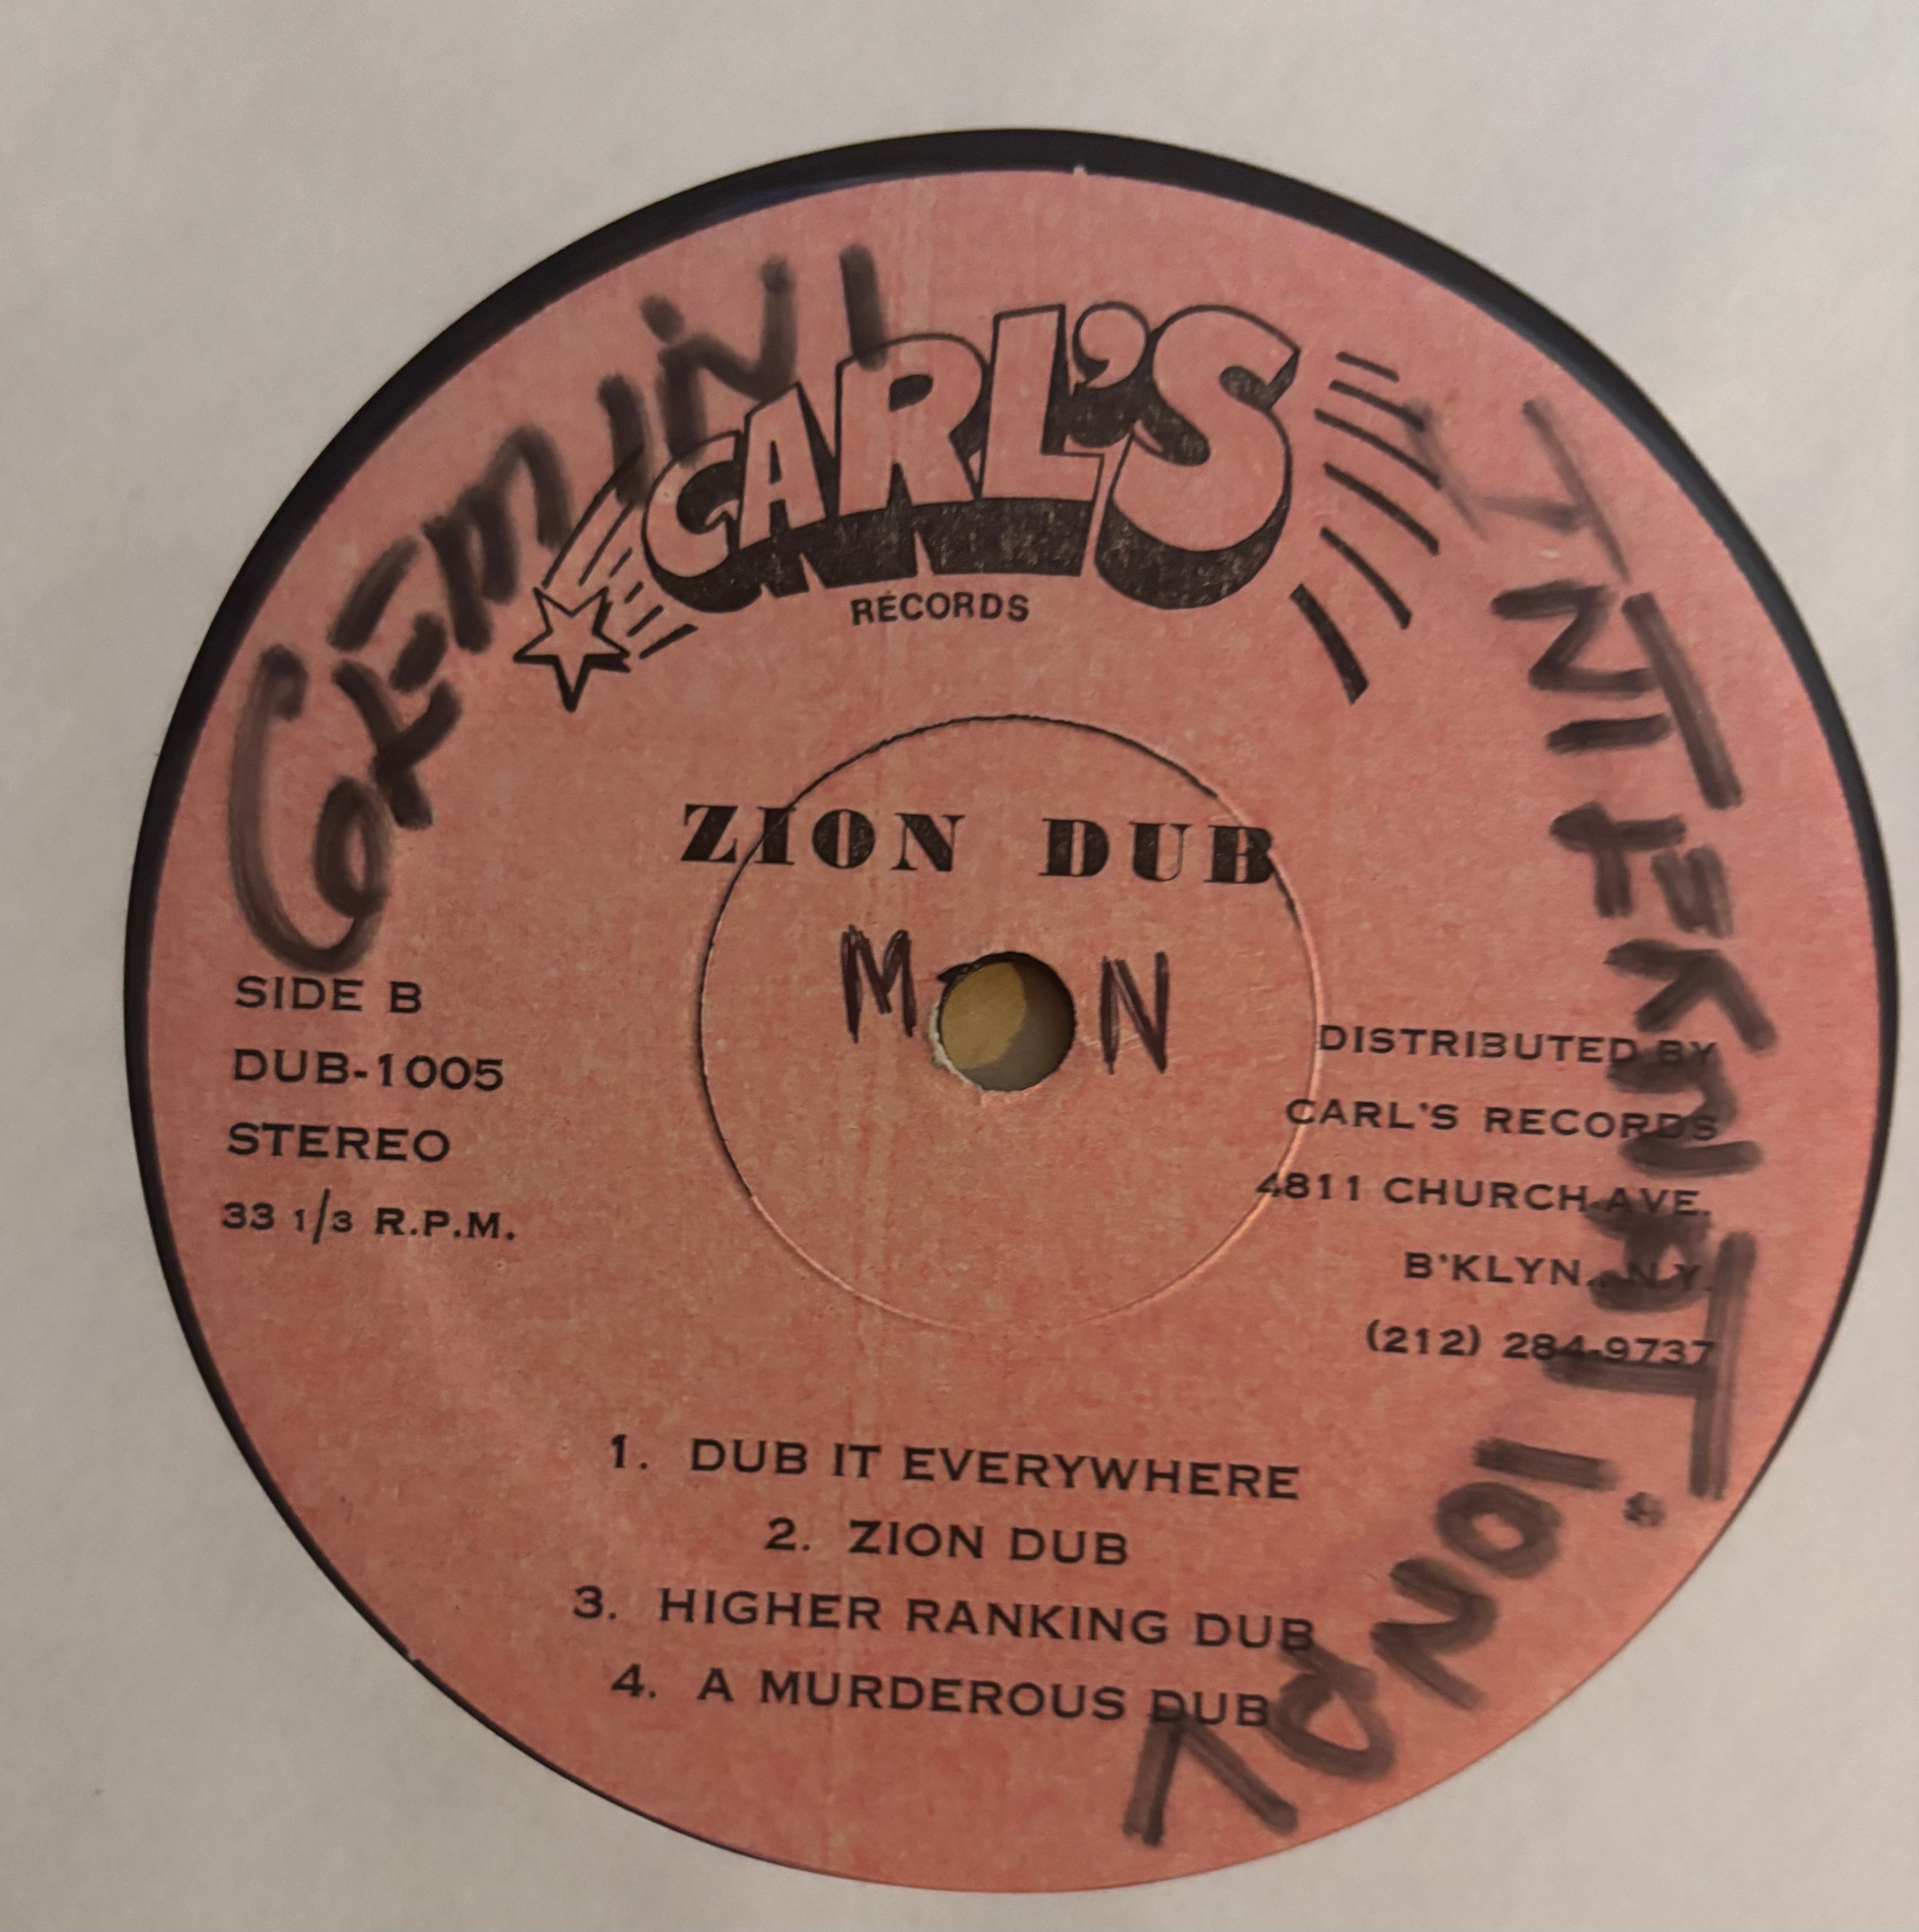 GEMINI
CARL'S
RECORDS
INTERNATIONAL
ZION DUB
M N
SIDE B
DUB-1005
STEREO
33 1/3 R.P.M.
DISTRIBUTED BY
CARL'S RECORDS
4811 CHURCH AVE.
B'KLYN., N.Y.
(212) 284-9737
1. DUB IT EVERYWHERE
2. ZION DUB
3. HIGHER RANKING DUB
4. A MURDEROUS DUB